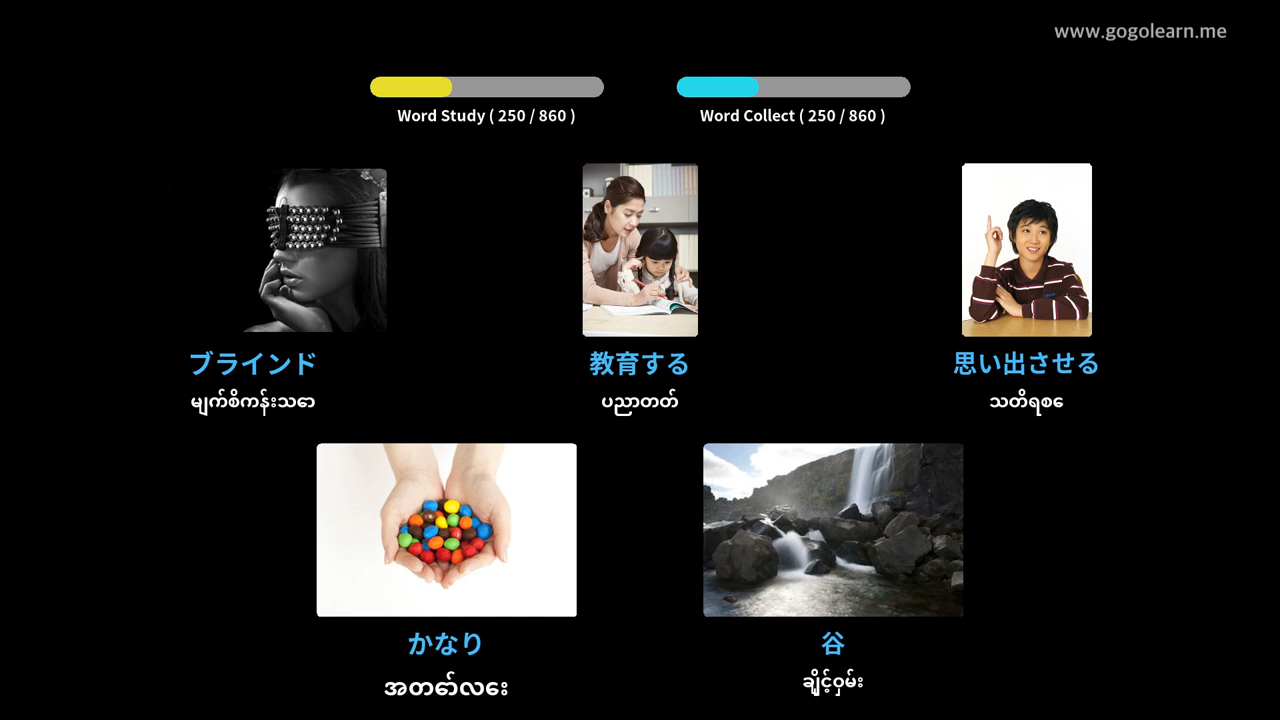 www.gogolearn.me
Word Study ( 250 / 860 )
Word Collect ( 250 / 860 )
ブラインド
မျက်စိကန်းသော
教育する
ပညာတတ်
思い出させる
သတိရစေ
かなり
အတော်လေး
谷
ချိုင့်ဝှမ်း